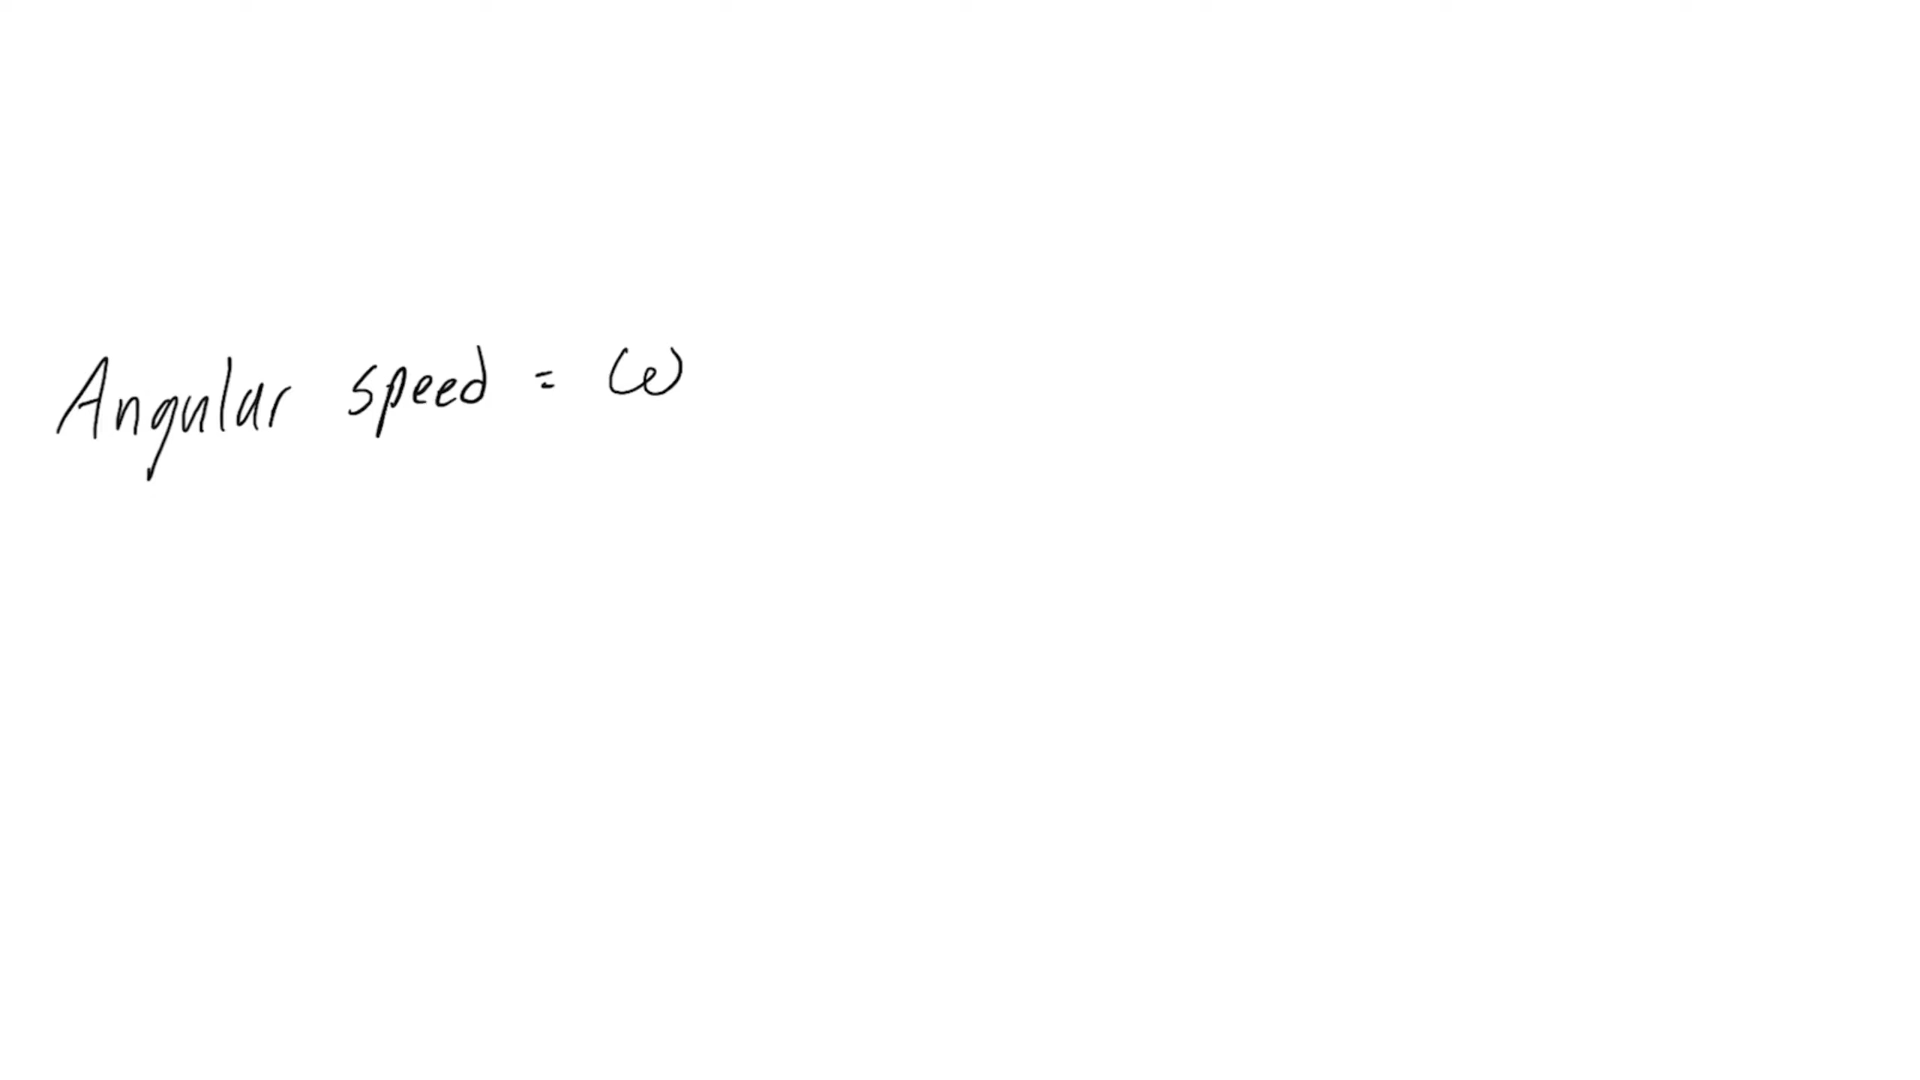 Angular speed = ω